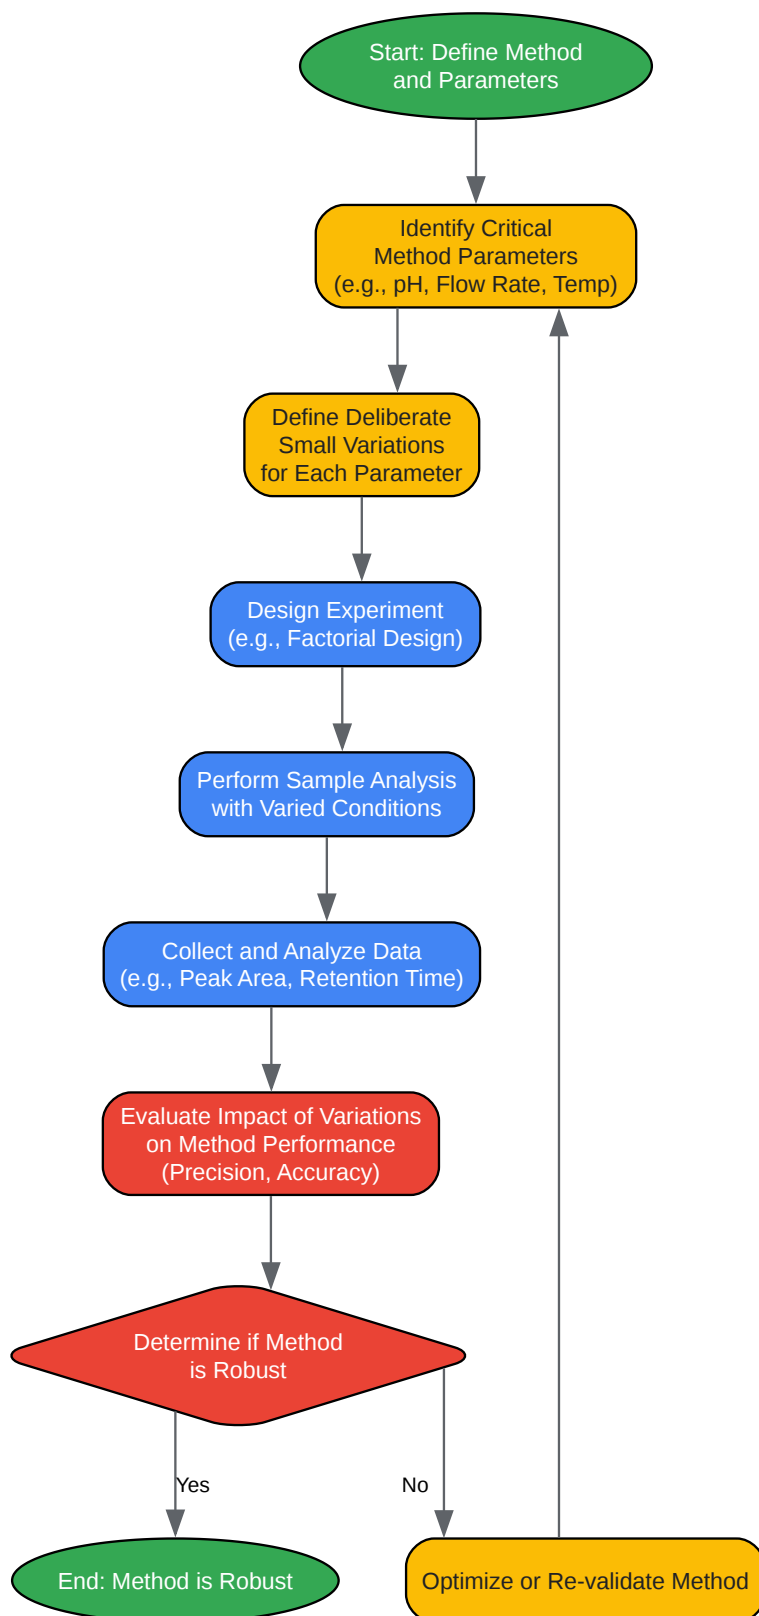 Start: Define Method
and Parameters
Identify Critical
Method Parameters
(e.g., pH, Flow Rate, Temp)
Define Deliberate
Small Variations
for Each Parameter
Design Experiment
(e.g., Factorial Design)
Perform Sample Analysis
with Varied Conditions
Collect and Analyze Data
(e.g., Peak Area, Retention Time)
Evaluate Impact of Variations
on Method Performance
(Precision, Accuracy)
Determine if Method
is Robust
Yes
No
End: Method is Robust
Optimize or Re-validate Method